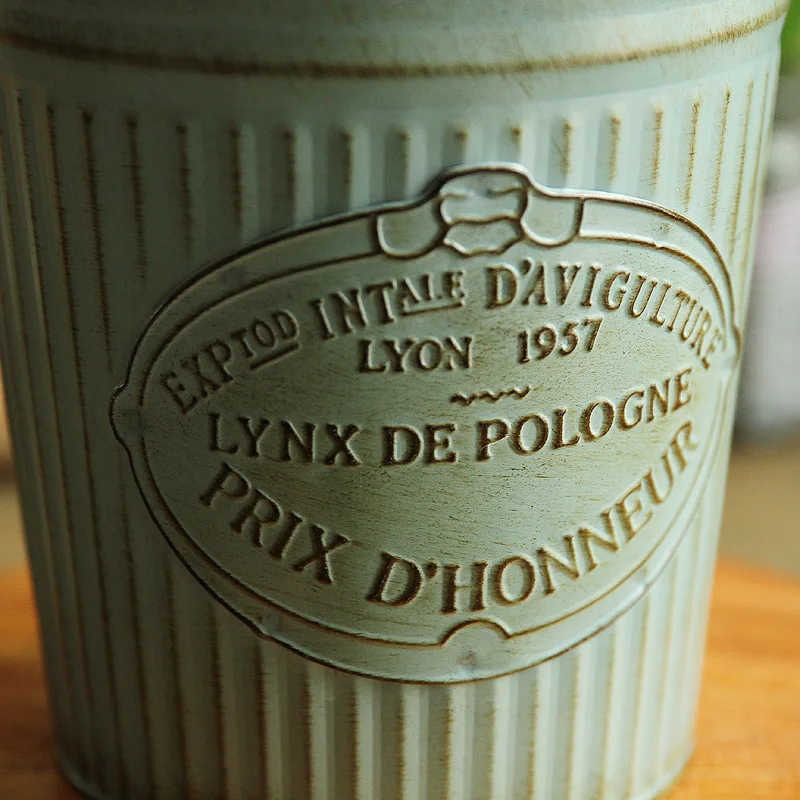 EXPTOD INTALE D'AVIGULTURE
LYON 1957
LYNX DE POLOGNE
PRIX D'HONNEUR